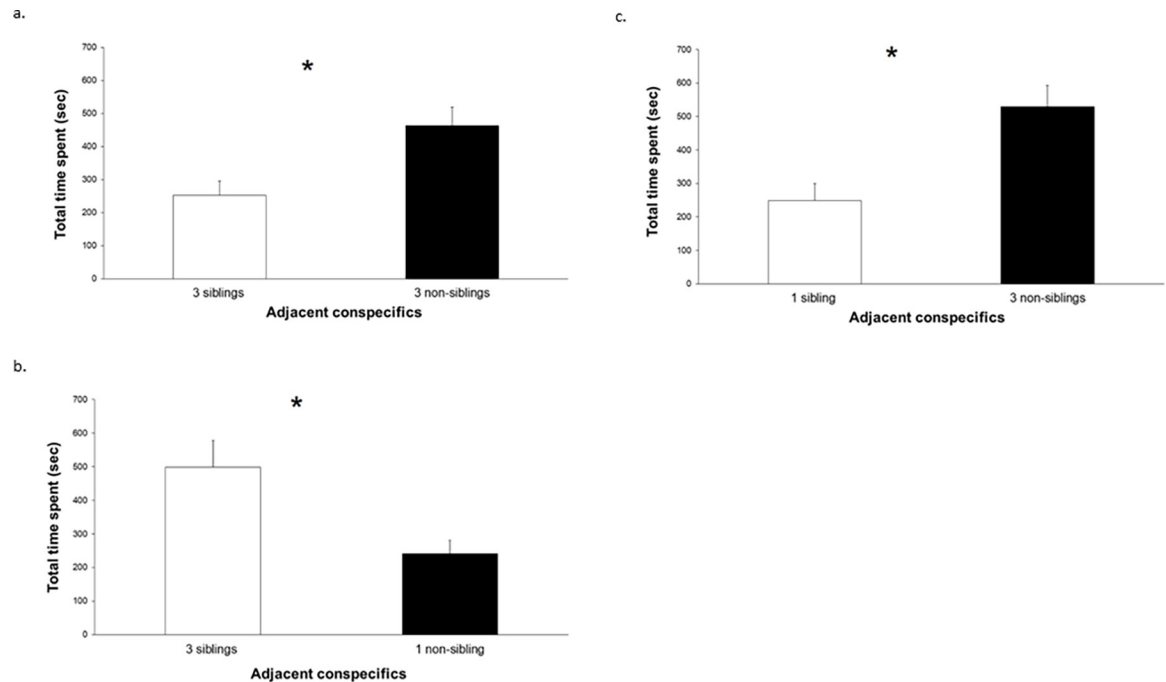 a.
700
600
500
400
300
200
100
0
Total time spent (sec)
*
3 siblings 3 non-siblings
Adjacent conspecifics
b.
700
600
500
400
300
200
100
0
Total time spent (sec)
*
3 siblings 1 non-sibling
Adjacent conspecifics
c.
700
600
500
400
300
200
100
0
Total time spent (sec)
*
1 sibling 3 non-siblings
Adjacent conspecifics